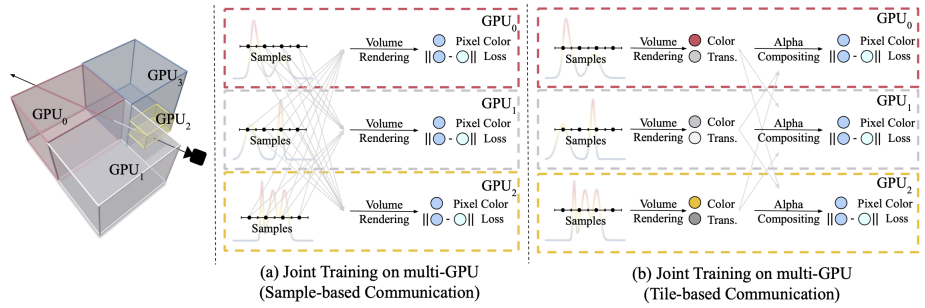 GPU3
GPU0
GPU2
GPU1
GPU0
Samples
Volume
Rendering
Pixel Color
|| - || Loss
GPU1
Samples
Volume
Rendering
Pixel Color
|| - || Loss
GPU2
Samples
Volume
Rendering
Pixel Color
|| - || Loss
(a) Joint Training on multi-GPU
(Sample-based Communication)
GPU0
Samples
Volume
Rendering
Color
Trans.
Alpha
Compositing
Pixel Color
|| - || Loss
GPU1
Samples
Volume
Rendering
Color
Trans.
Alpha
Compositing
Pixel Color
|| - || Loss
GPU2
Samples
Volume
Rendering
Color
Trans.
Alpha
Compositing
Pixel Color
|| - || Loss
(b) Joint Training on multi-GPU
(Tile-based Communication)